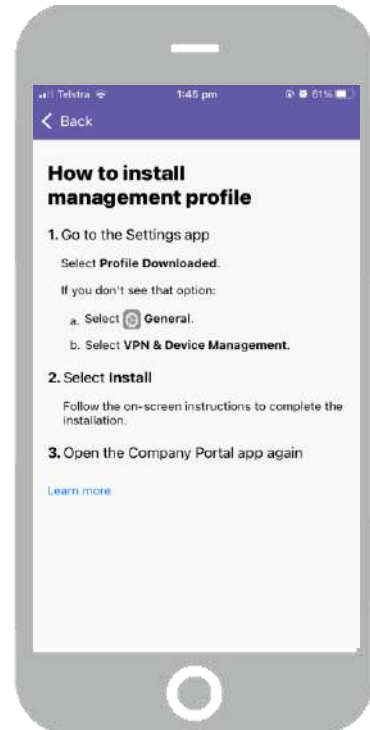 Telstra 1:45 pm 61%
Back
How to install
management profile
1. Go to the Settings app
Select Profile Downloaded.
If you don't see that option:
a. Select General.
b. Select VPN & Device Management.
2. Select Install
Follow the on-screen instructions to complete the
installation.
3. Open the Company Portal app again
Learn more